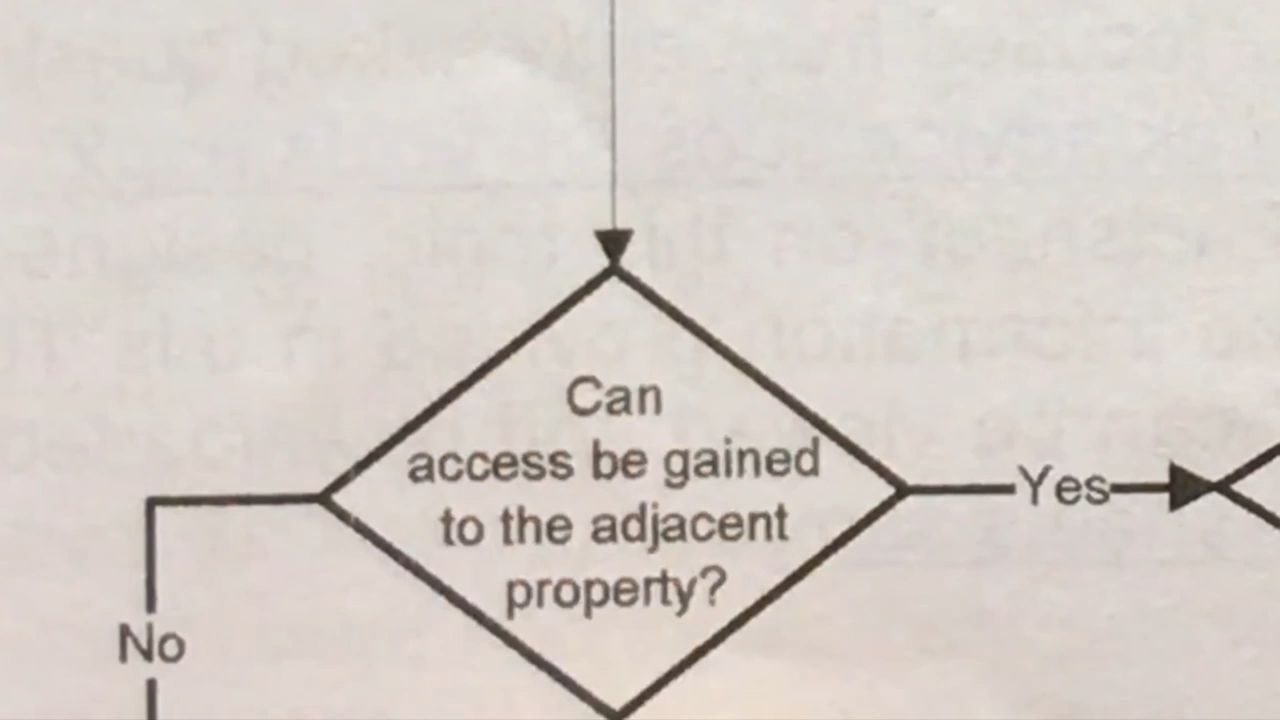 Can
access be gained
to the adjacent
property?
Yes
No